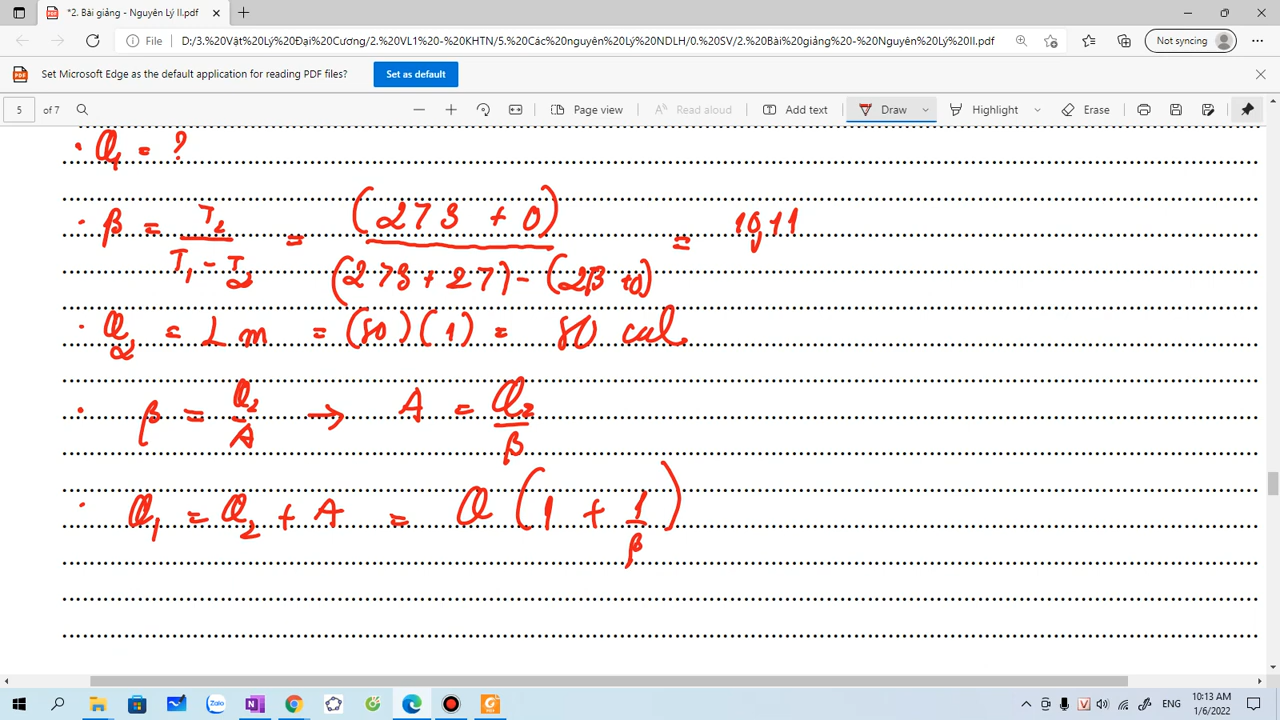 *2. Bài giảng - Nguyên Lý II.pdf
File D:/3.%20Vật%20Lý%20Đại%20Cương/2.%20VL1%20-%20KHTN/5.%20Các%20nguyên%20Lý%20NDLH/0.%20SV/2.%20Bài%20giảng%20-%20Nguyên%20Lý%20II.pdf Not syncing
Set Microsoft Edge as the default application for reading PDF files? Set as default
5 of 7 Page view Read aloud Add text Draw Highlight Erase
· Q1 = ?
· β = T2 / (T1 - T2) = (273 + 0) / ((273 + 27) - (273 + 0)) = 10,11
· Q2 = L m = (80)(1) = 80 cal.
· β = Q2 / A → A = Q2 / β
· Q1 = Q2 + A = Q (1 + 1/β)
Zalo
ENG
10:13 AM
1/6/2022